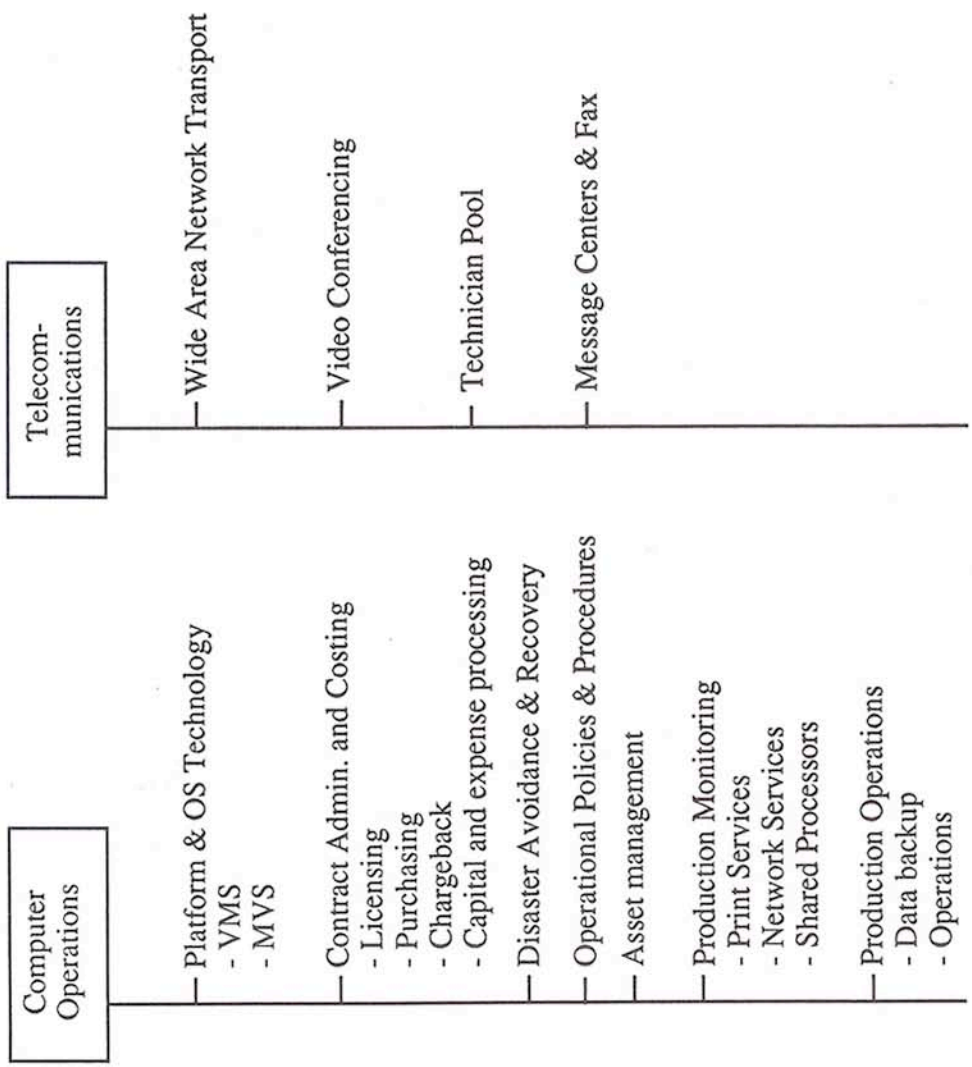 Computer
Operations
Platform & OS Technology
- VMS
- MVS
Contract Admin. and Costing
- Licensing
- Purchasing
- Chargeback
- Capital and expense processing
Disaster Avoidance & Recovery
Operational Policies & Procedures
Asset management
Production Monitoring
- Print Services
- Network Services
- Shared Processors
Production Operations
- Data backup
- Operations
Telecom-
munications
Wide Area Network Transport
Video Conferencing
Technician Pool
Message Centers & Fax